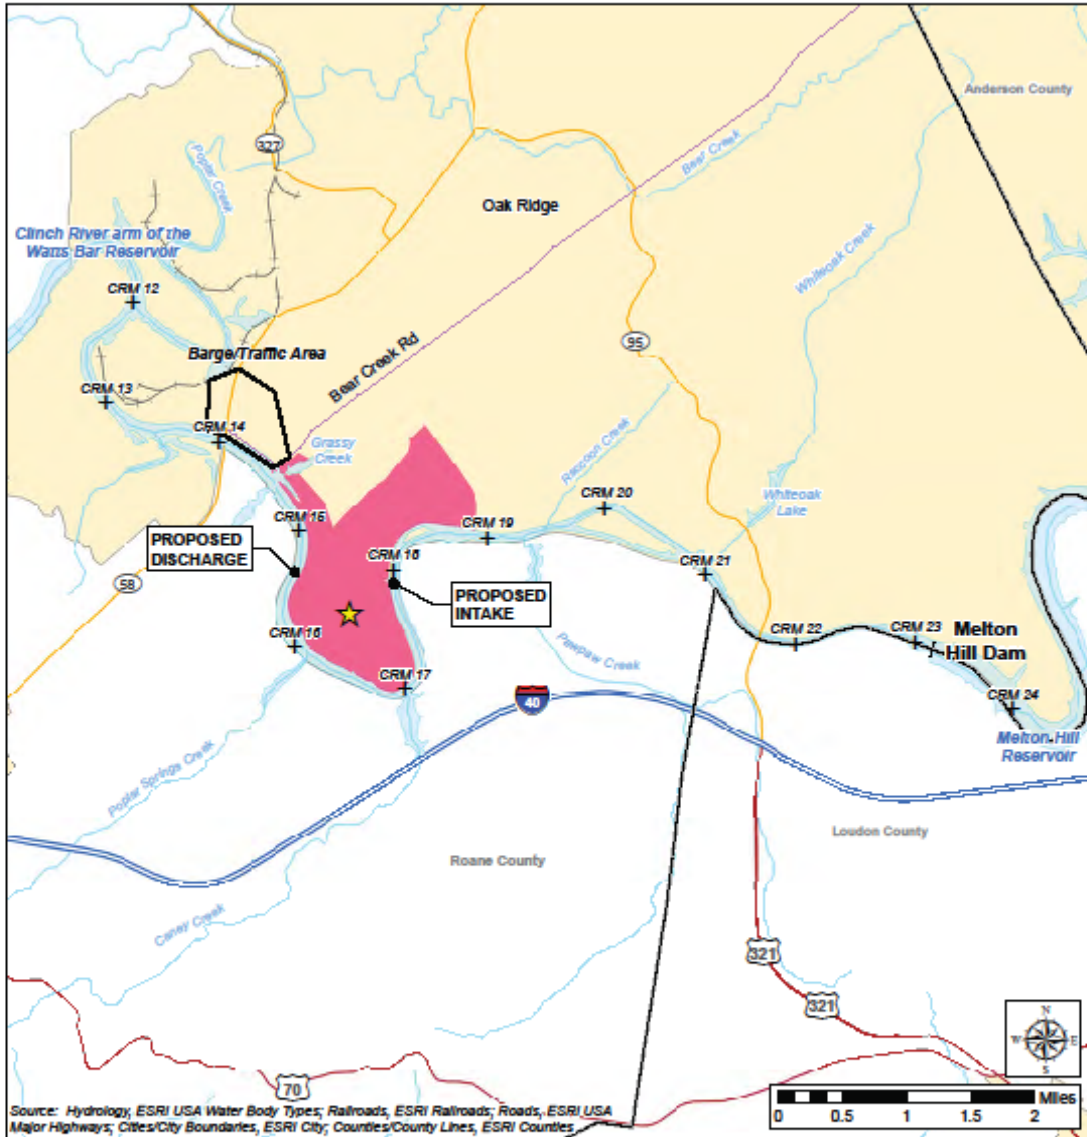 Anderson County
327
Poplar Creek
Bear Creek
Oak Ridge
Clinch River arm of the
Watts Bar Reservoir
Whiteoak Creek
CRM 12
95
Barge/Traffic Area
Bear Creek Rd
CRM 13
CRM 14
Grassy
Creek
Raccoon Creek
CRM 20
Whiteoak
Lake
CRM 15
CRM 19
PROPOSED
DISCHARGE
CRM 18
CRM 21
58
PROPOSED
INTAKE
CRM 16
CRM 22
CRM 23
Melton
Hill Dam
Pawpaw Creek
CRM 17
40
CRM 24
Melton Hill
Reservoir
Poplar Springs Creek
Loudon County
Roane County
Caney Creek
321
321
N
W E
S
70
Miles
0 0.5 1 1.5 2
Source: Hydrology, ESRI USA Water Body Types; Railroads, ESRI Railroads; Roads, ESRI USA
Major Highways; Cities/City Boundaries, ESRI City; Counties/County Lines, ESRI Counties